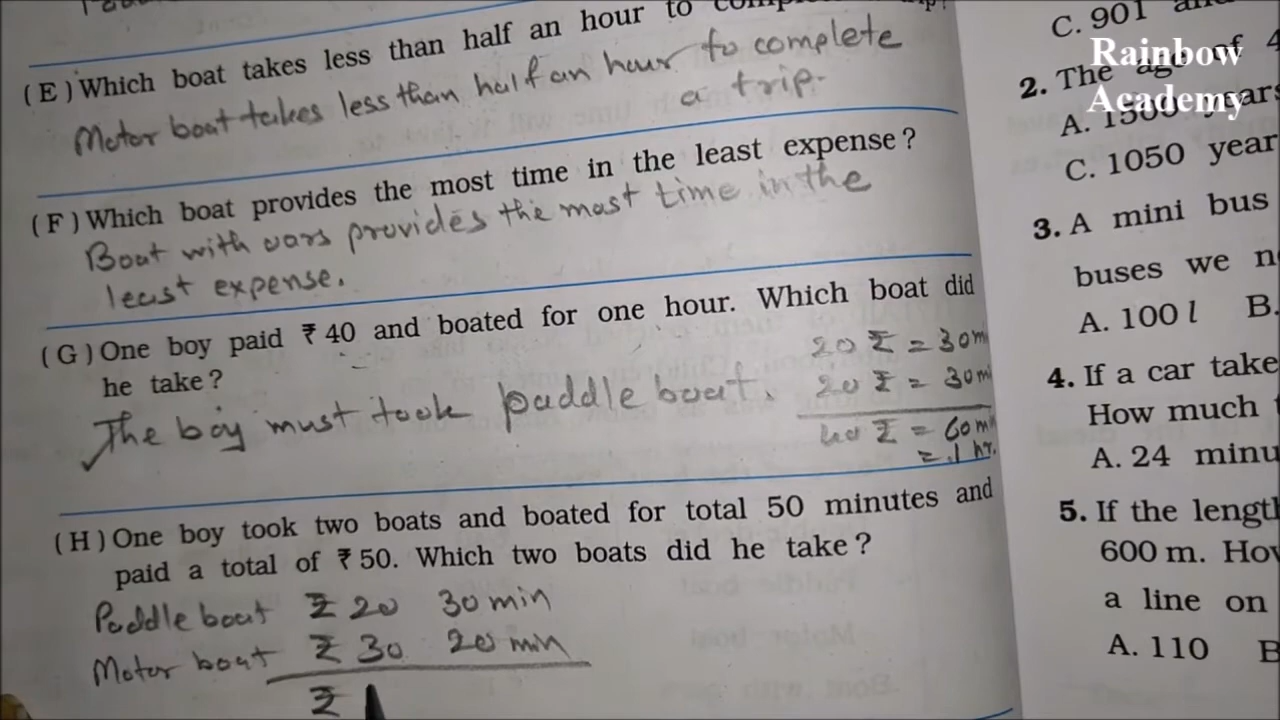 (E) Which boat takes less than half an hour to
Motor boat takes less than half an hour to complete
a trip.
(F) Which boat provides the most time in the least expense?
Boat with oars provides the most time in the
least expense.
(G) One boy paid ₹ 40 and boated for one hour. Which boat did
he take?
The boy must took paddle boat.
20 ₹ = 30m
20 ₹ = 30m
40 ₹ = 60m
= 1 hr.
(H) One boy took two boats and boated for total 50 minutes and
paid a total of ₹ 50. Which two boats did he take?
Paddle boat ₹ 20 30 min
Motor boat ₹ 30 20 min
₹
C. 901
2. The age of 4
A. 1500 years
C. 1050 year
3. A mini bus
buses we n
A. 100 l B.
4. If a car take
How much
A. 24 minu
5. If the length
600 m. How
a line on
A. 110 B
Rainbow
Academy